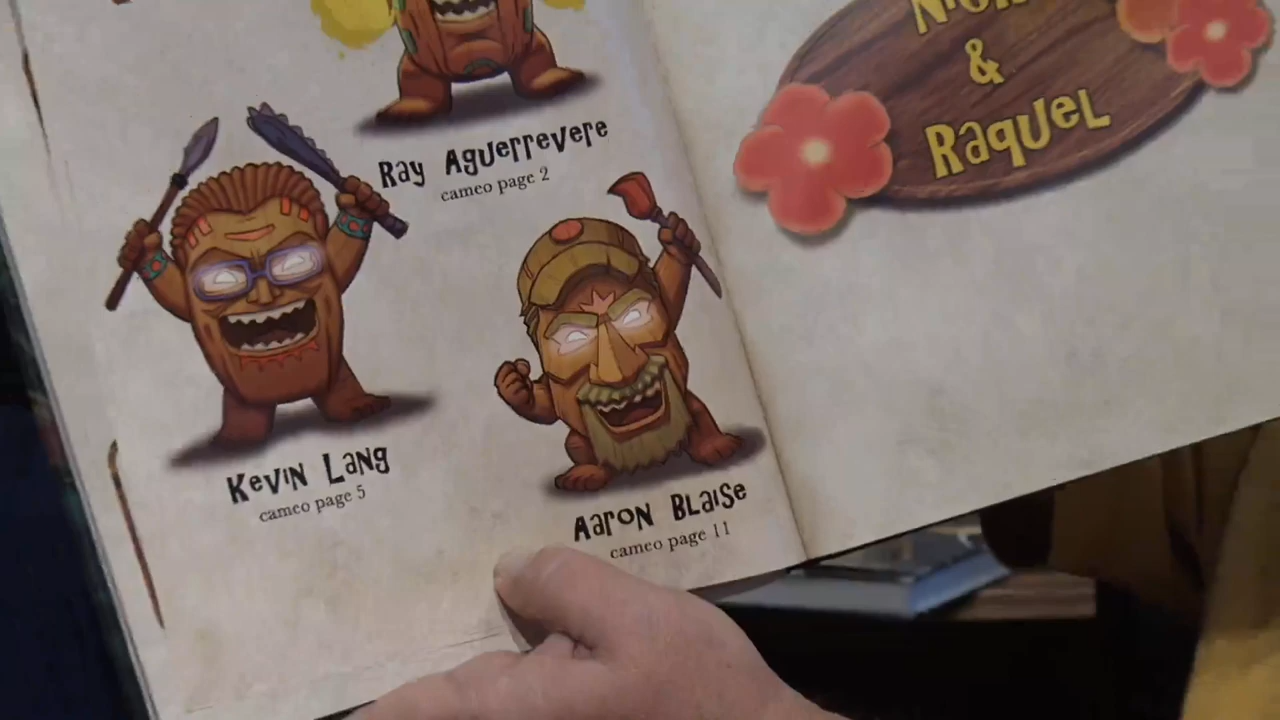 Ray Aguerrevere
cameo page 2
Kevin Lang
cameo page 5
Aaron Blaise
cameo page 11
&
Raquel